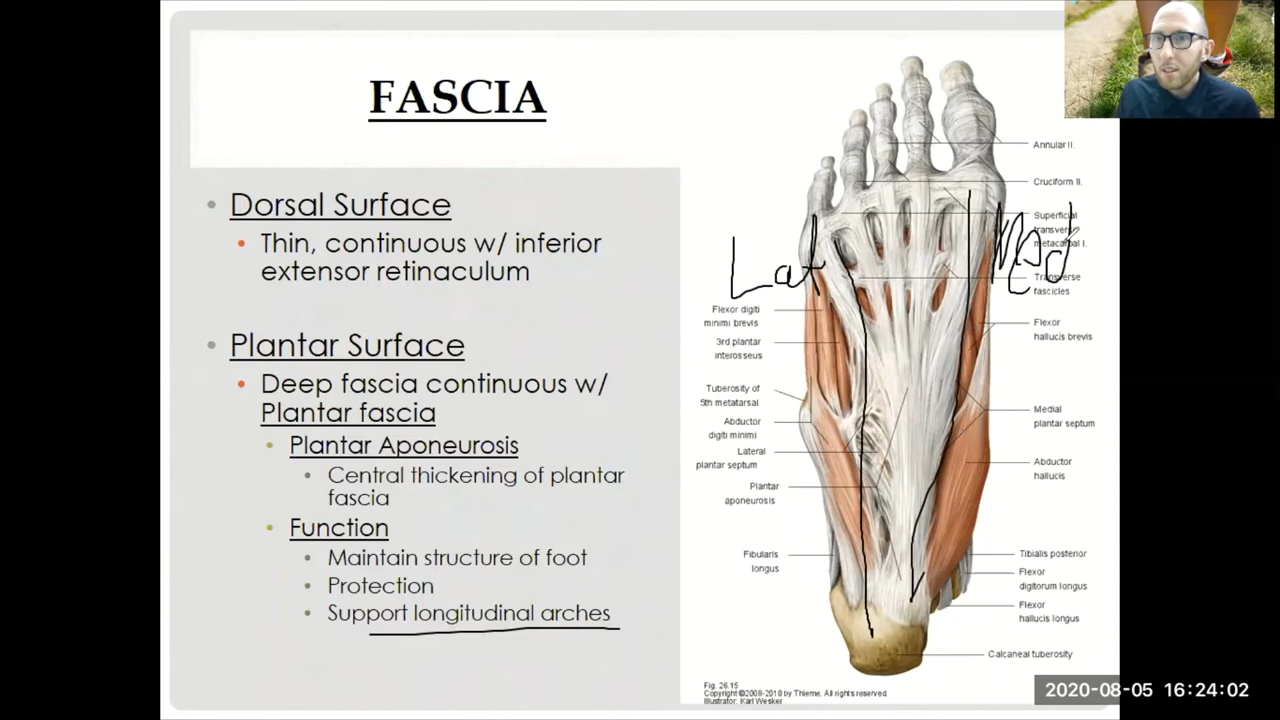 FASCIA
Dorsal Surface
Thin, continuous w/ inferior
extensor retinaculum
Plantar Surface
Deep fascia continuous w/
Plantar fascia
Plantar Aponeurosis
Central thickening of plantar
fascia
Function
Maintain structure of foot
Protection
Support longitudinal arches
Lat
Med
Flexor digiti
minimi brevis
3rd plantar
interosseus
Tuberosity of
5th metatarsal
Abductor
digiti minimi
Lateral
plantar septum
Plantar
aponeurosis
Fibularis
longus
Annular ll.
Cruciform ll.
Superficial
transverse
metacarpal l.
Transverse
fascicles
Flexor
hallucis brevis
Medial
plantar septum
Abductor
hallucis
Tibialis posterior
Flexor
digitorum longus
Flexor
hallucis longus
Calcaneal tuberosity
Fig. 26.15
Copyright ©2008-2010 by Thieme. All rights reserved.
Illustrator: Karl Wesker
2020-08-05 16:24:02